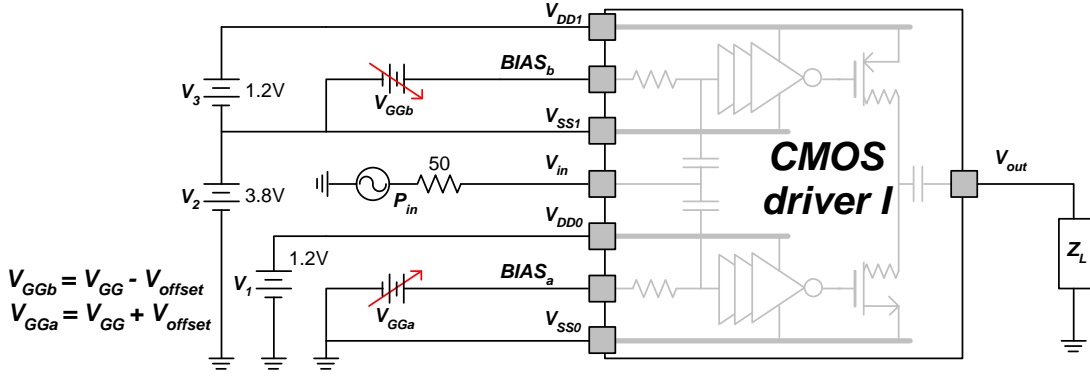 V_DD1
BIAS_b
V_3 1.2V
V_GGb
V_SS1
CMOS
driver I
V_in
50
V_out
V_2 3.8V
P_in
V_DD0
1.2V
Z_L
V_GGb = V_GG - V_offset
V_1
BIAS_a
V_GGa = V_GG + V_offset
V_GGa
V_SS0